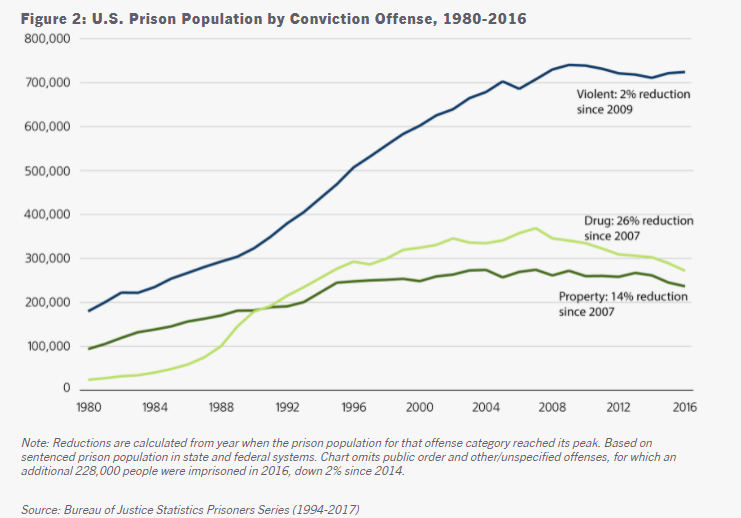 Figure 2: U.S. Prison Population by Conviction Offense, 1980-2016
800,000
700,000
Violent: 2% reduction
since 2009
600,000
500,000
400,000
Drug: 26% reduction
since 2007
300,000
Property: 14% reduction
since 2007
200,000
100,000
0
1980 1984 1988 1992 1996 2000 2004 2008 2012 2016
Note: Reductions are calculated from year when the prison population for that offense category reached its peak. Based on
sentenced prison population in state and federal systems. Chart omits public order and other/unspecified offenses, for which an
additional 228,000 people were imprisoned in 2016, down 2% since 2014.
Source: Bureau of Justice Statistics Prisoners Series (1994-2017)